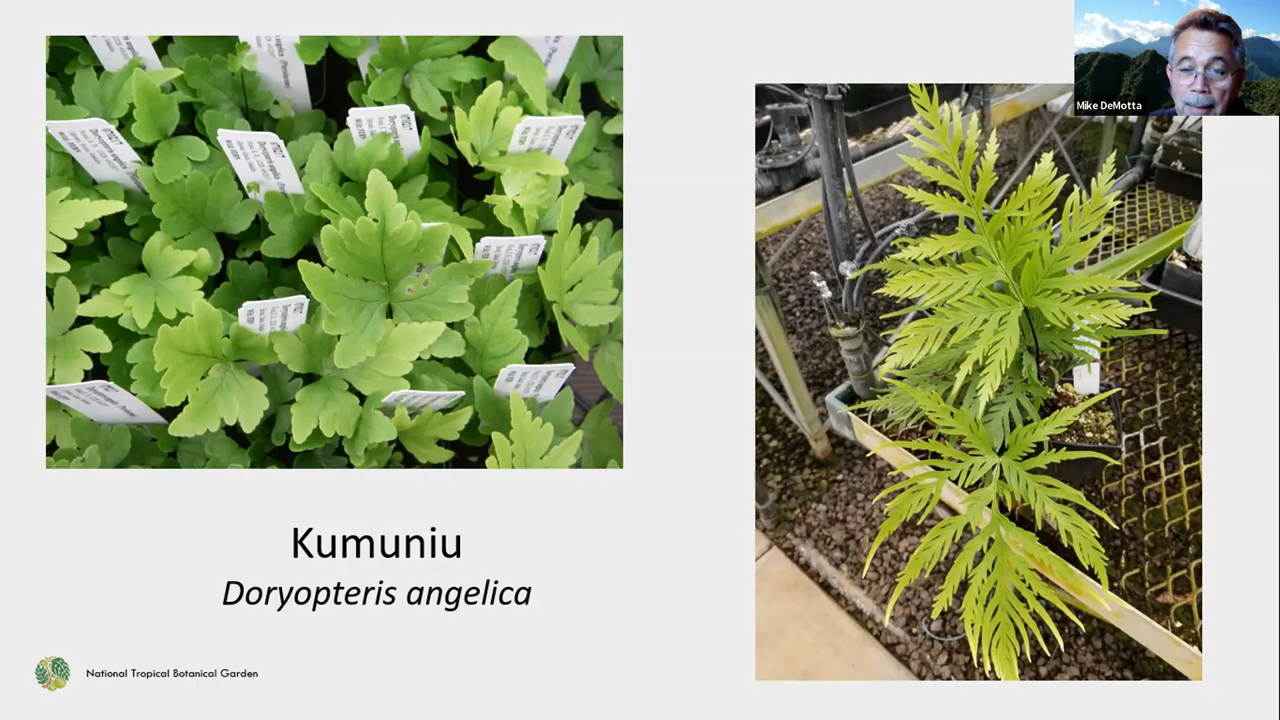 Mike DeMotta
Kumuniu
Doryopteris angelica
National Tropical Botanical Garden